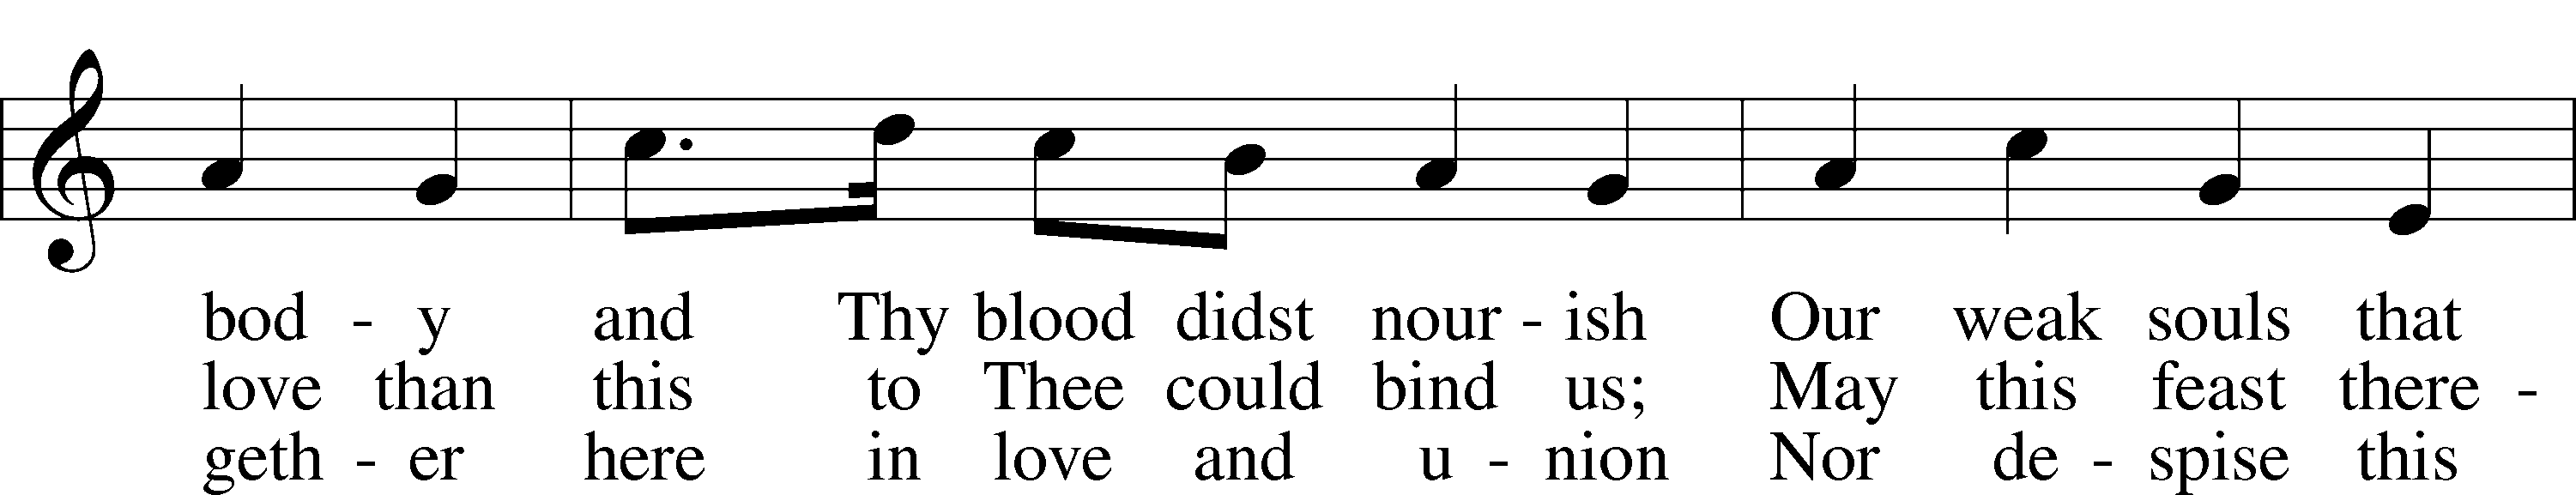 bod - y and Thy blood didst nour - ish Our weak souls that
love than this to Thee could bind us; May this feast there -
geth - er here in love and u - nion Nor de - spise this